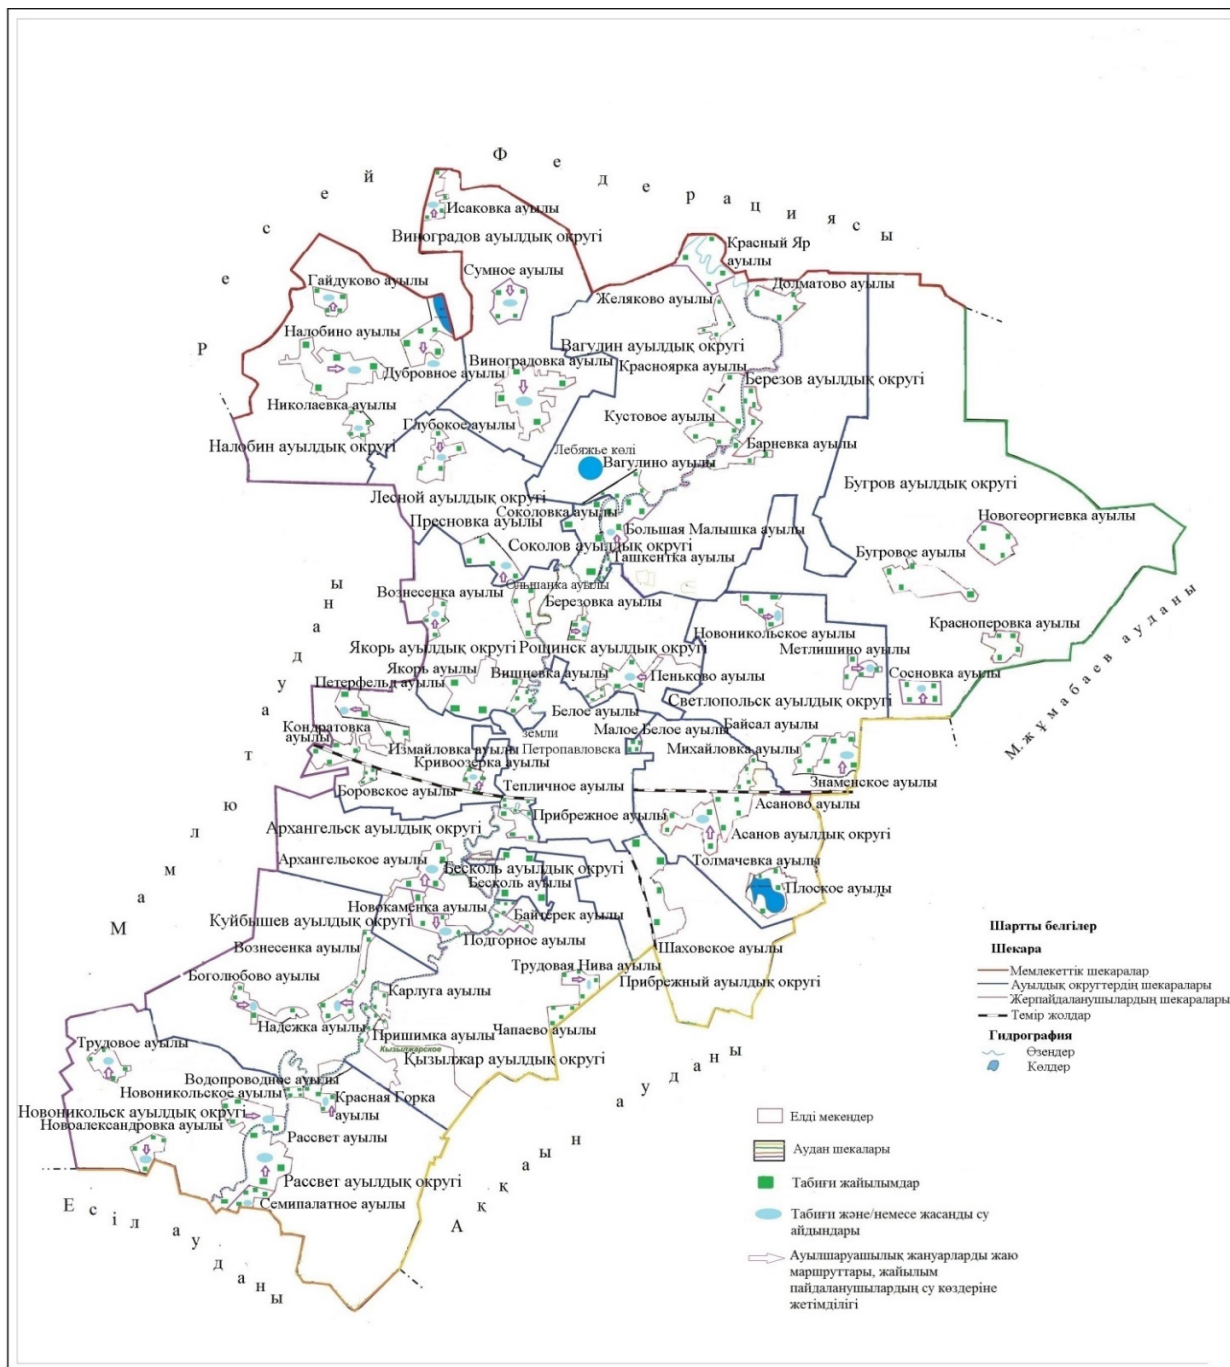 Ресей Федерациясы
Исаковка ауылы
Виноградов ауылдық округі
Красный Яр
ауылы
Гайдуково ауылы
Сумное ауылы
Долматово ауылы
Желяково ауылы
Налобино ауылы
Вагулин ауылдық округі
Виноградовка ауылы
Красноярка ауылы
Дубровное ауылы
Березов ауылдық округі
Николаевка ауылы
Кустовое ауылы
Глубокое ауылы
Налобин ауылдық округі
Барневка ауылы
Лебяжье көлі
Вагулино ауылы
Бугров ауылдық округі
Лесной ауылдық округі
Соколовка ауылы
Новогеоргиевка ауылы
Пресновка ауылы
Большая Малышка ауылы
Соколов ауылдық округі
Бугровое ауылы
Ташкентка ауылы
Ольшанка ауылы
Вознесенка ауылы
Березовка ауылы
Красноперовка ауылы
Новоникольское ауылы
Якорь ауылдық округі
Рощинск ауылдық округі
Метлишино ауылы
Якорь ауылы
Вишневка ауылы
Пеньково ауылы
Сосновка ауылы
Петерфельд ауылы
Светлопольск ауылдық округі
Белое ауылы
Кондратовка
ауылы
земли
Петропавловска
Малое Белое ауылы
Байсал ауылы
Измайловка ауылы
Михайловка ауылы
Кривоозерка ауылы
Знаменское ауылы
Боровское ауылы
Тепличное ауылы
Асаново ауылы
Прибрежное ауылы
Архангельск ауылдық округі
Асанов ауылдық округі
Архангельское ауылы
Толмачевка ауылы
Бесколь ауылдық округі
Бесколь ауылы
Плоское ауылы
Новокаменка ауылы
Куйбышев ауылдық округі
Байтерек ауылы
Подгорное ауылы
Вознесенка ауылы
Шаховское ауылы
Трудовая Нива ауылы
Боголюбово ауылы
Прибрежный ауылдық округі
Карлуга ауылы
Надежка ауылы
Чапаево ауылы
Пришимка ауылы
Трудовое ауылы
Кызылжарское
Қызылжар ауылдық округі
Водопроводное ауылы
Новоникольское ауылы
Красная Горка
ауылы
Новоникольск ауылдық округі
Новоалександровка ауылы
Рассвет ауылы
Рассвет ауылдық округі
Семипалатное ауылы
Мамлют ауданы
М.жұмабаев ауданы
Есіл ауданы
Аққайын ауданы
Шартты белгілер
Шекара
Мемлекеттік шекаралар
Ауылдық округтердің шекаралары
Жерпайдаланушылардың шекаралары
Темір жолдар
Гидрография
Өзендер
Көлдер
Елді мекендер
Аудан шекалары
Табиғи жайылымдар
Табиғи және/немесе жасанды су
айдындары
Ауылшаруашылық жануарларды жаю
маршруттары, жайылым
пайдаланушылардың су көздеріне
жетімділігі